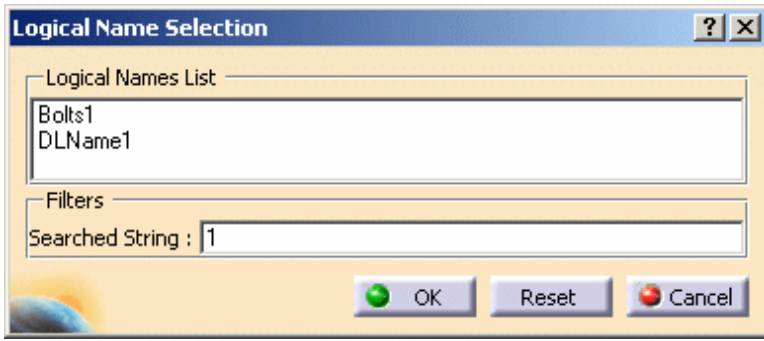 Logical Name Selection
Logical Names List
Bolts1
DLName1
Filters
Searched String : 1
OK Reset Cancel